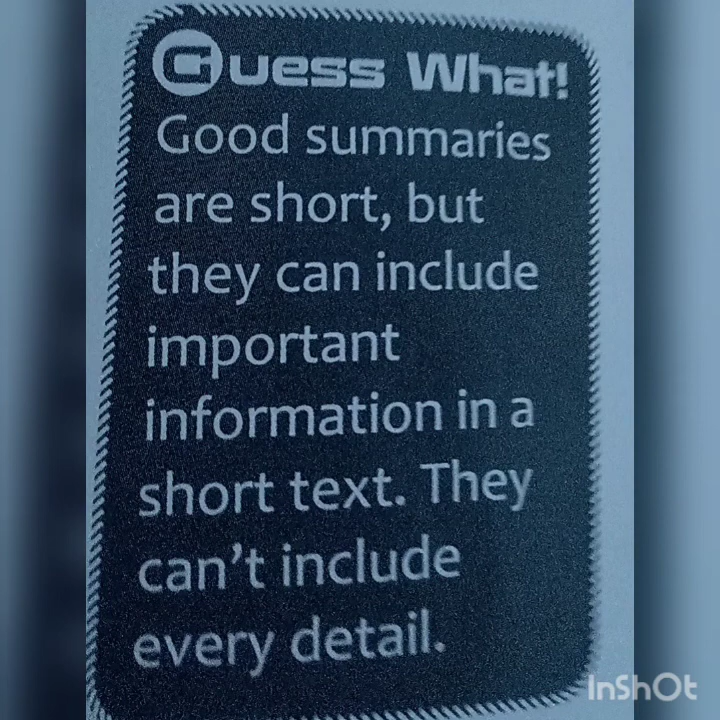 Guess What!
Good summaries
are short, but
they can include
important
information in a
short text. They
can't include
every detail.
InShOt